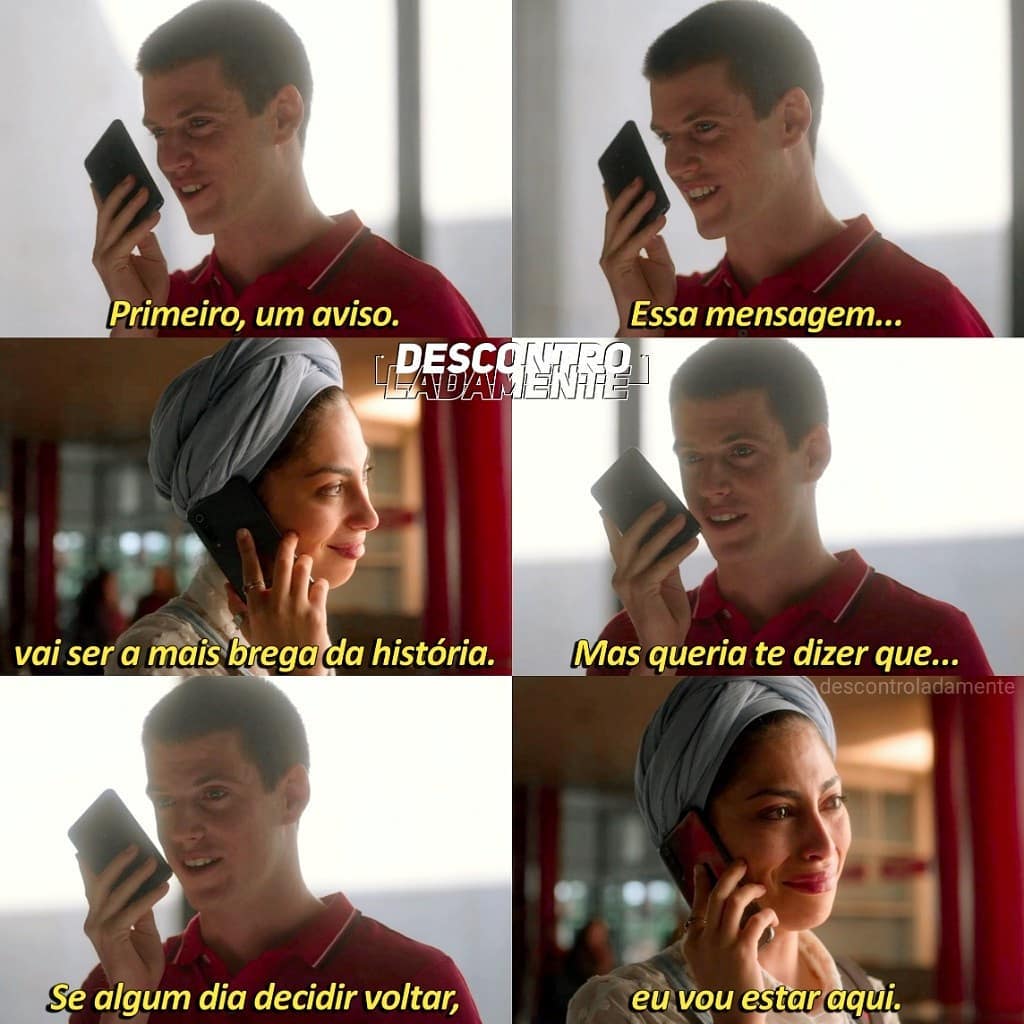 Primeiro, um aviso.
Essa mensagem...
DESCONTRO
LADAMENTE
vai ser a mais brega da história.
Mas queria te dizer que...
descontroladamente
Se algum dia decidir voltar,
eu vou estar aqui.